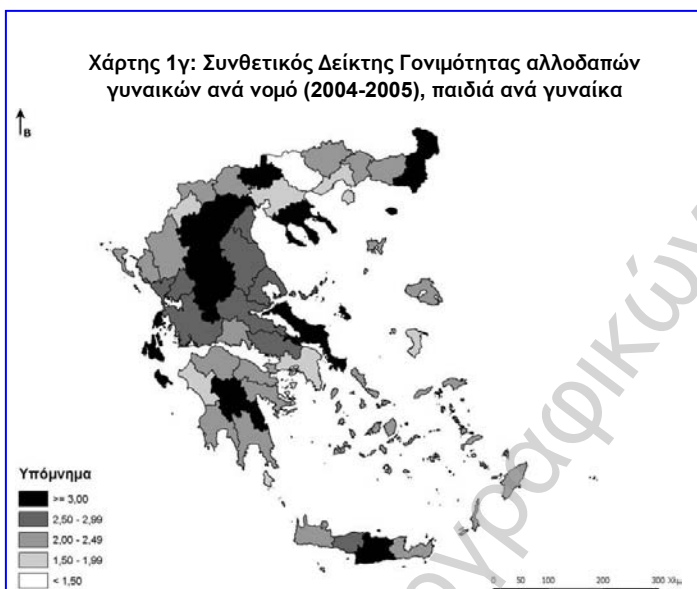 Χάρτης 1γ: Συνθετικός Δείκτης Γονιμότητας αλλοδαπών
γυναικών ανά νομό (2004-2005), παιδιά ανά γυναίκα
Β
Υπόμνημα
>= 3,00
2,50 - 2,99
2,00 - 2,49
1,50 - 1,99
< 1,50
0 50 100 200 300 Χλμ